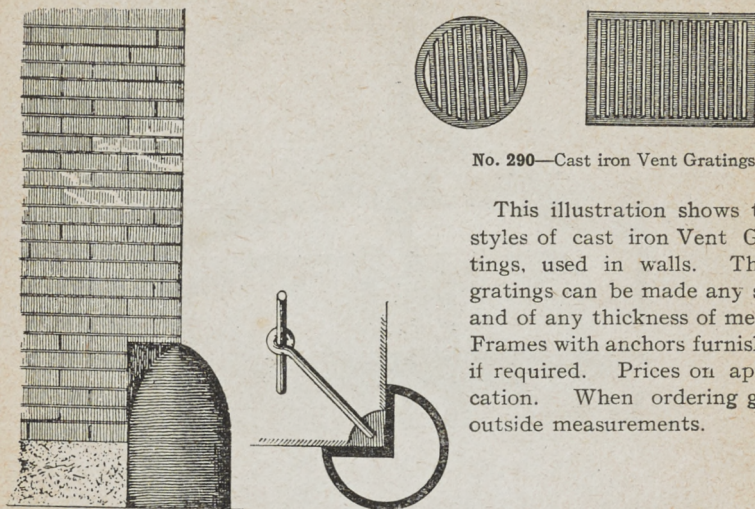 No. 290—Cast iron Vent Gratings
This illustration shows
styles of cast iron Vent
tings, used in walls.
gratings can be made any
and of any thickness of
Frames with anchors
if required. Prices on
cation. When ordering
outside measurements.